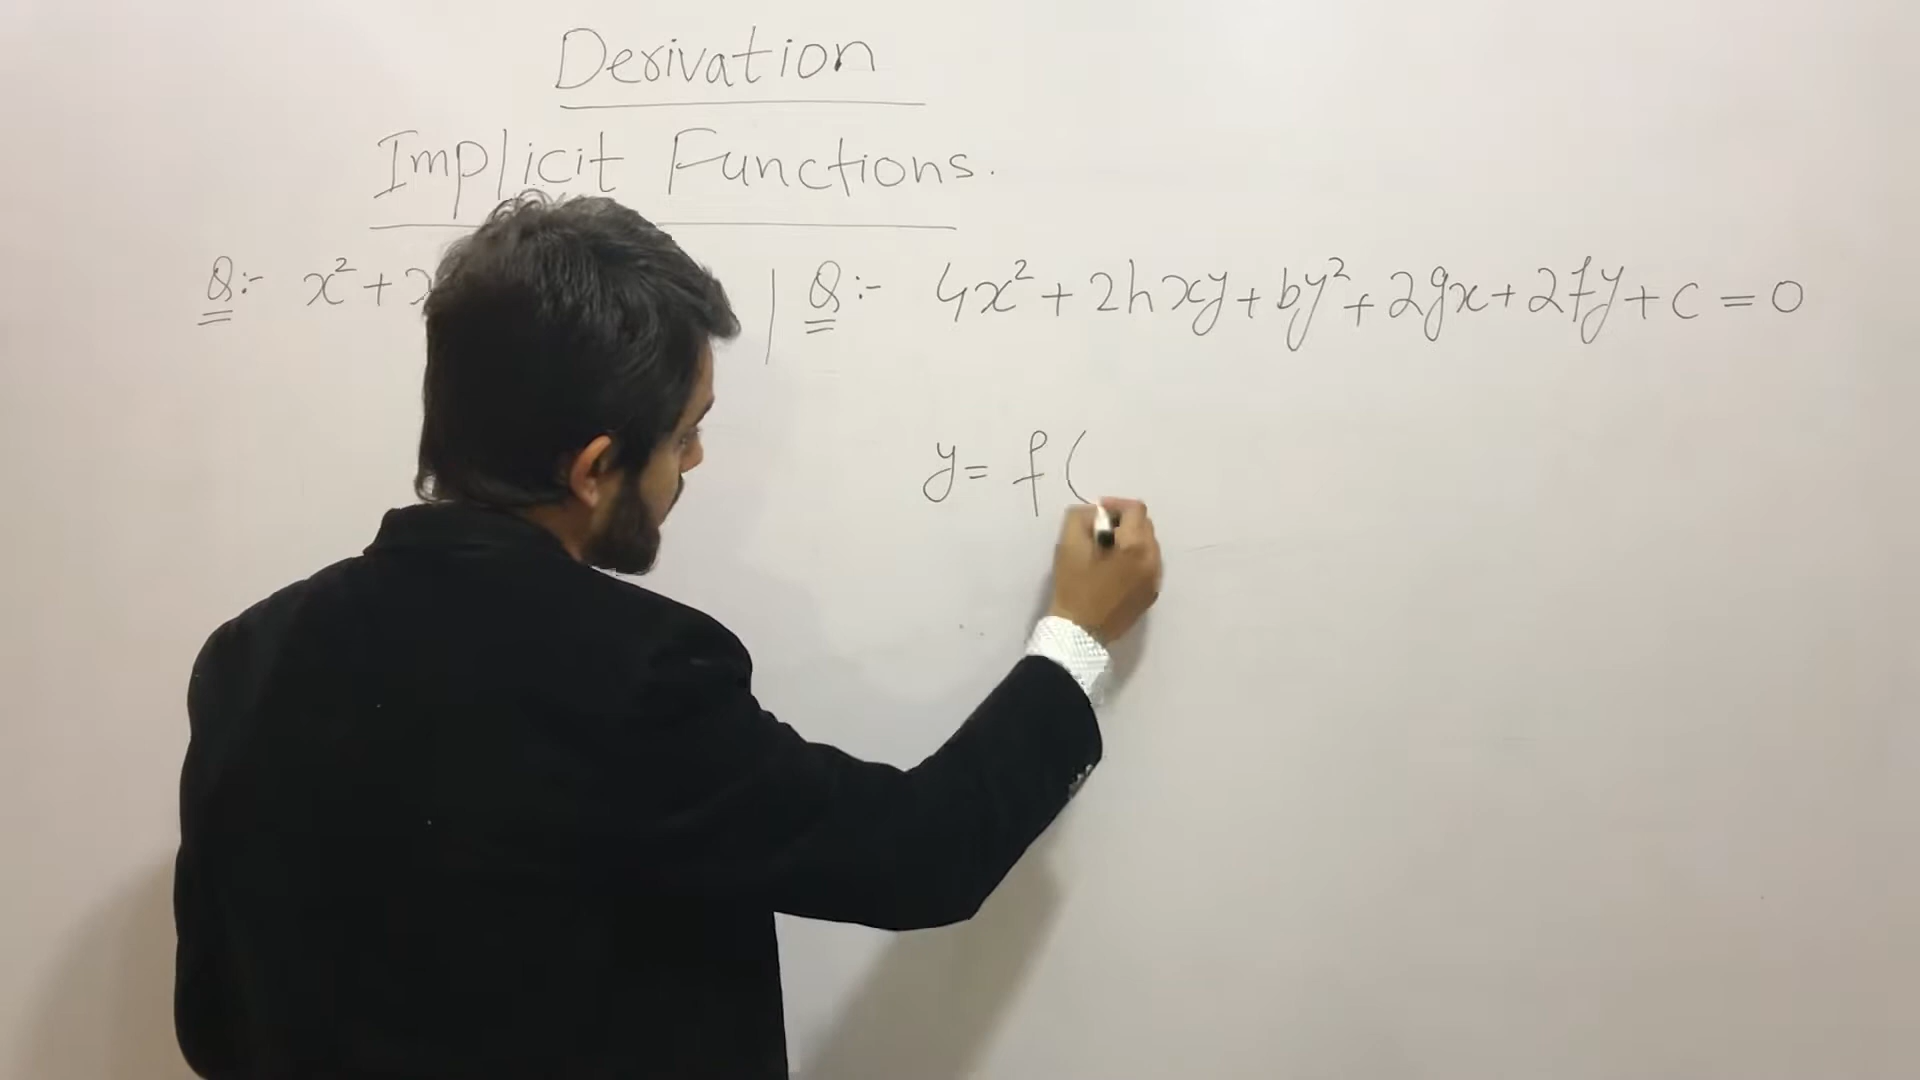 Derivation
Implicit Functions.
Q:- x² + | Q:- 4x² + 2hxy + by² + 2gx + 2fy + c = 0
y = f (